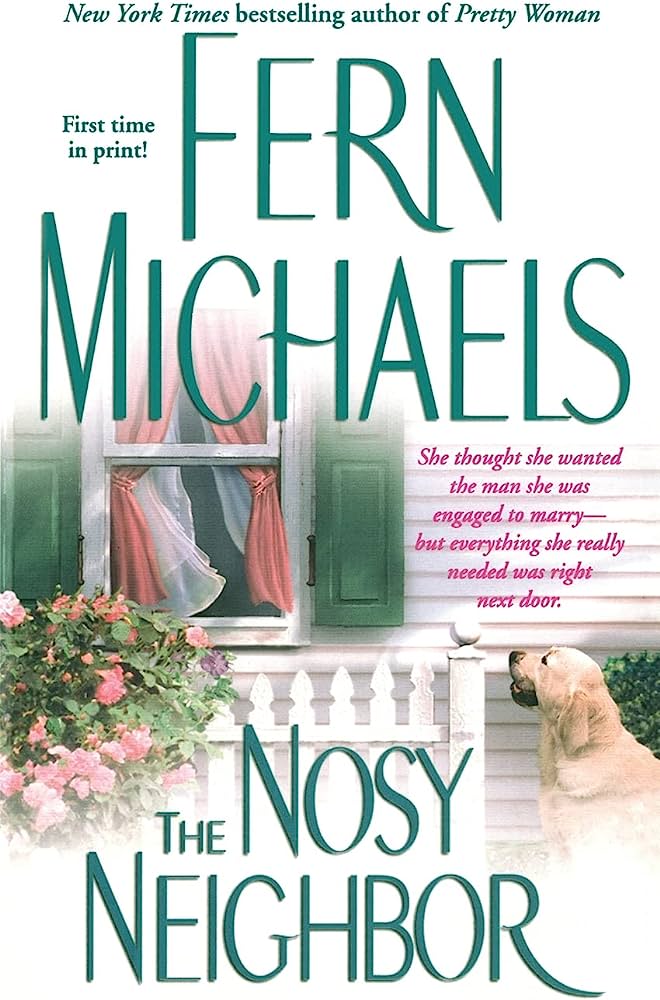 New York Times bestselling author of Pretty Woman
First time
in print!
FERN
MICHAELS
She thought she wanted
the man she was
engaged to marry—
but everything she really
needed was right
next door.
THE NOSY
NEIGHBOR